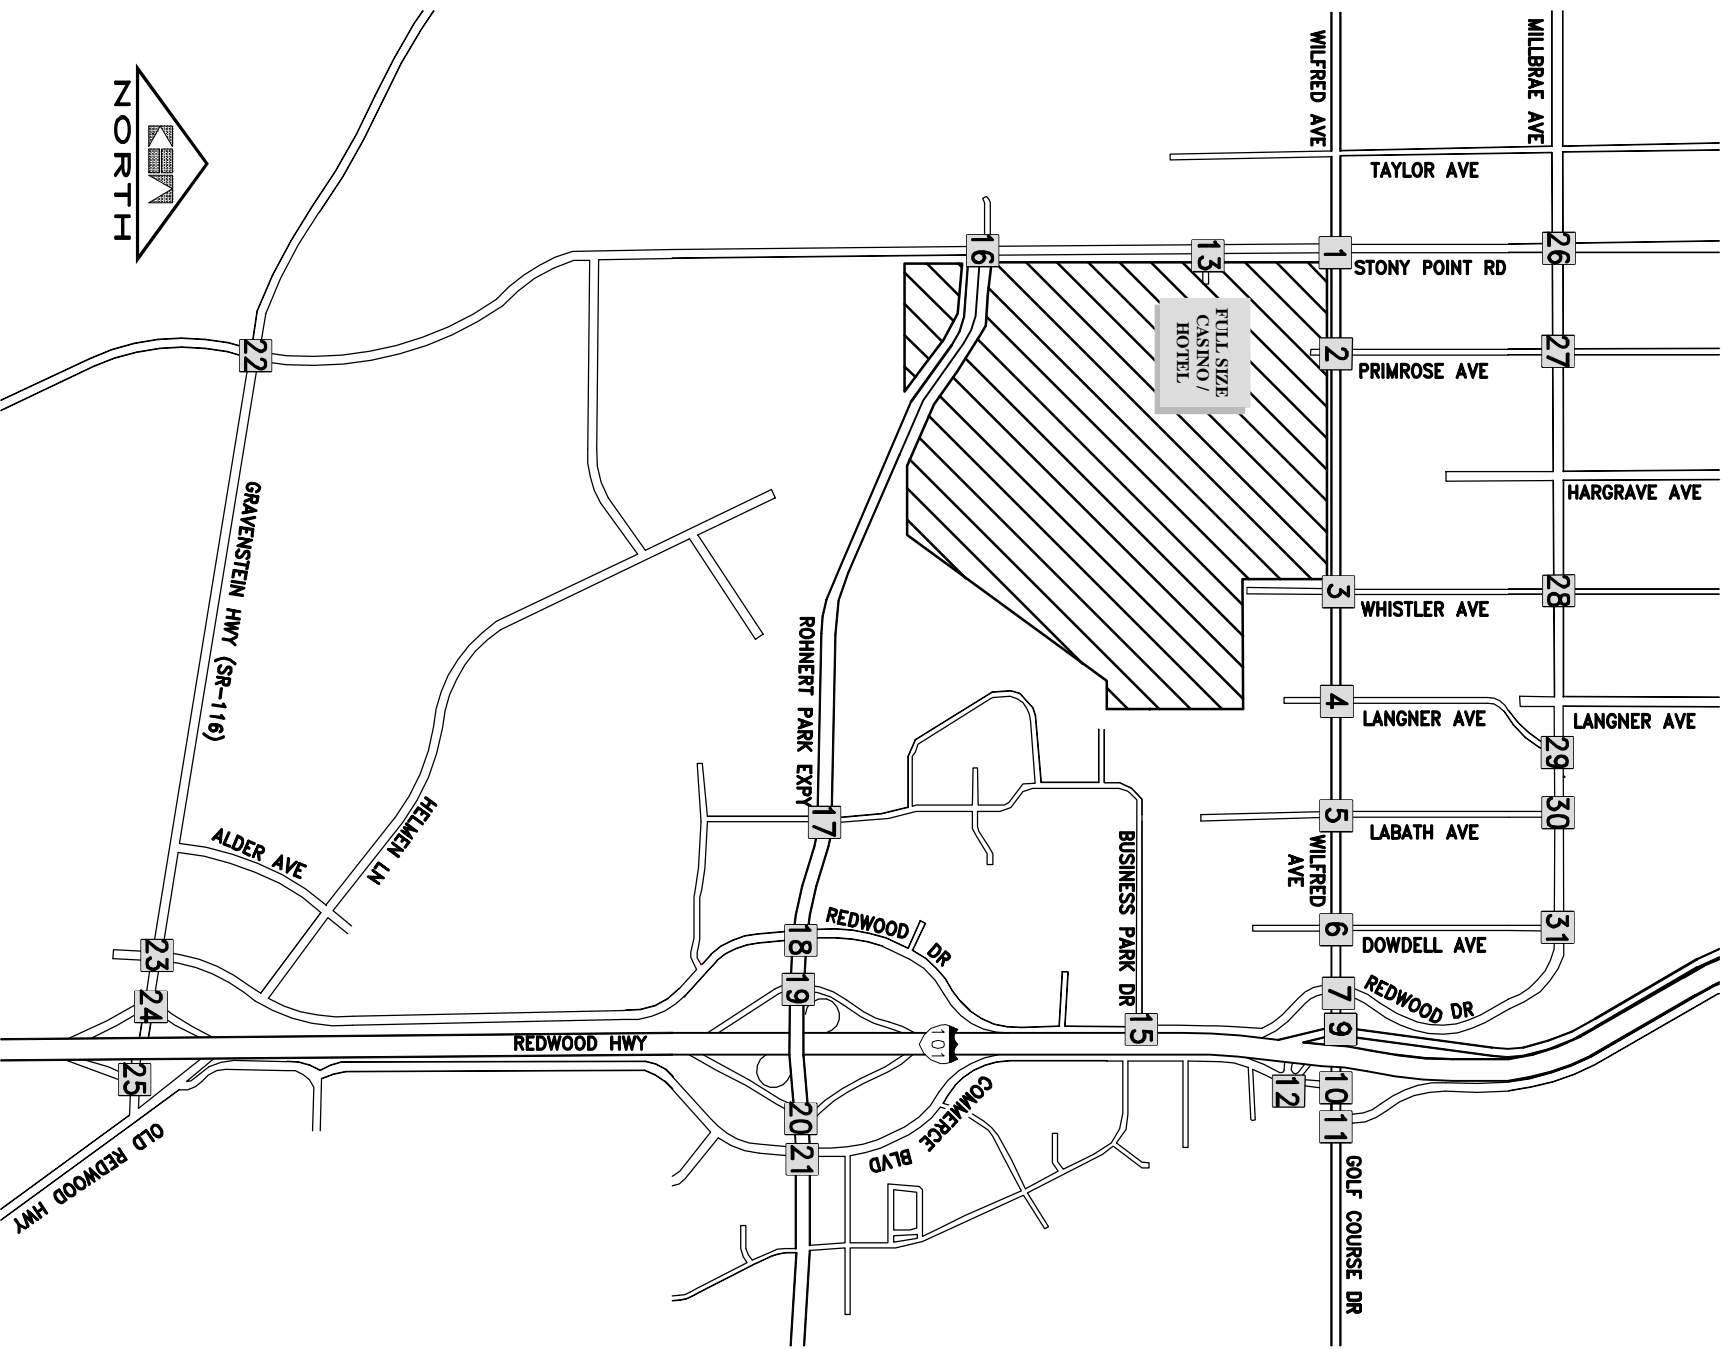 MILLBRAE AVE
WILFRED AVE
TAYLOR AVE
NORTH
KEM
26
1
13
16
STONY POINT RD
FULL SIZE
CASINO /
HOTEL
27
2
22
PRIMROSE AVE
HARGRAVE AVE
GRAVENSTEIN HWY (SR-116)
28
3
WHISTLER AVE
ROHNERT PARK EXPY
4
LANGNER AVE
LANGNER AVE
29
30
5
17
LABATH AVE
WILFRED
AVE
BUSINESS PARK DR
HELMEN LN
ALDER AVE
31
6
18
23
DOWDELL AVE
REDWOOD DR
REDWOOD DR
7
19
24
9
15
101
REDWOOD HWY
10
12
25
11
20
21
COMMERCE BLVD
OLD REDWOOD HWY
GOLF COURSE DR